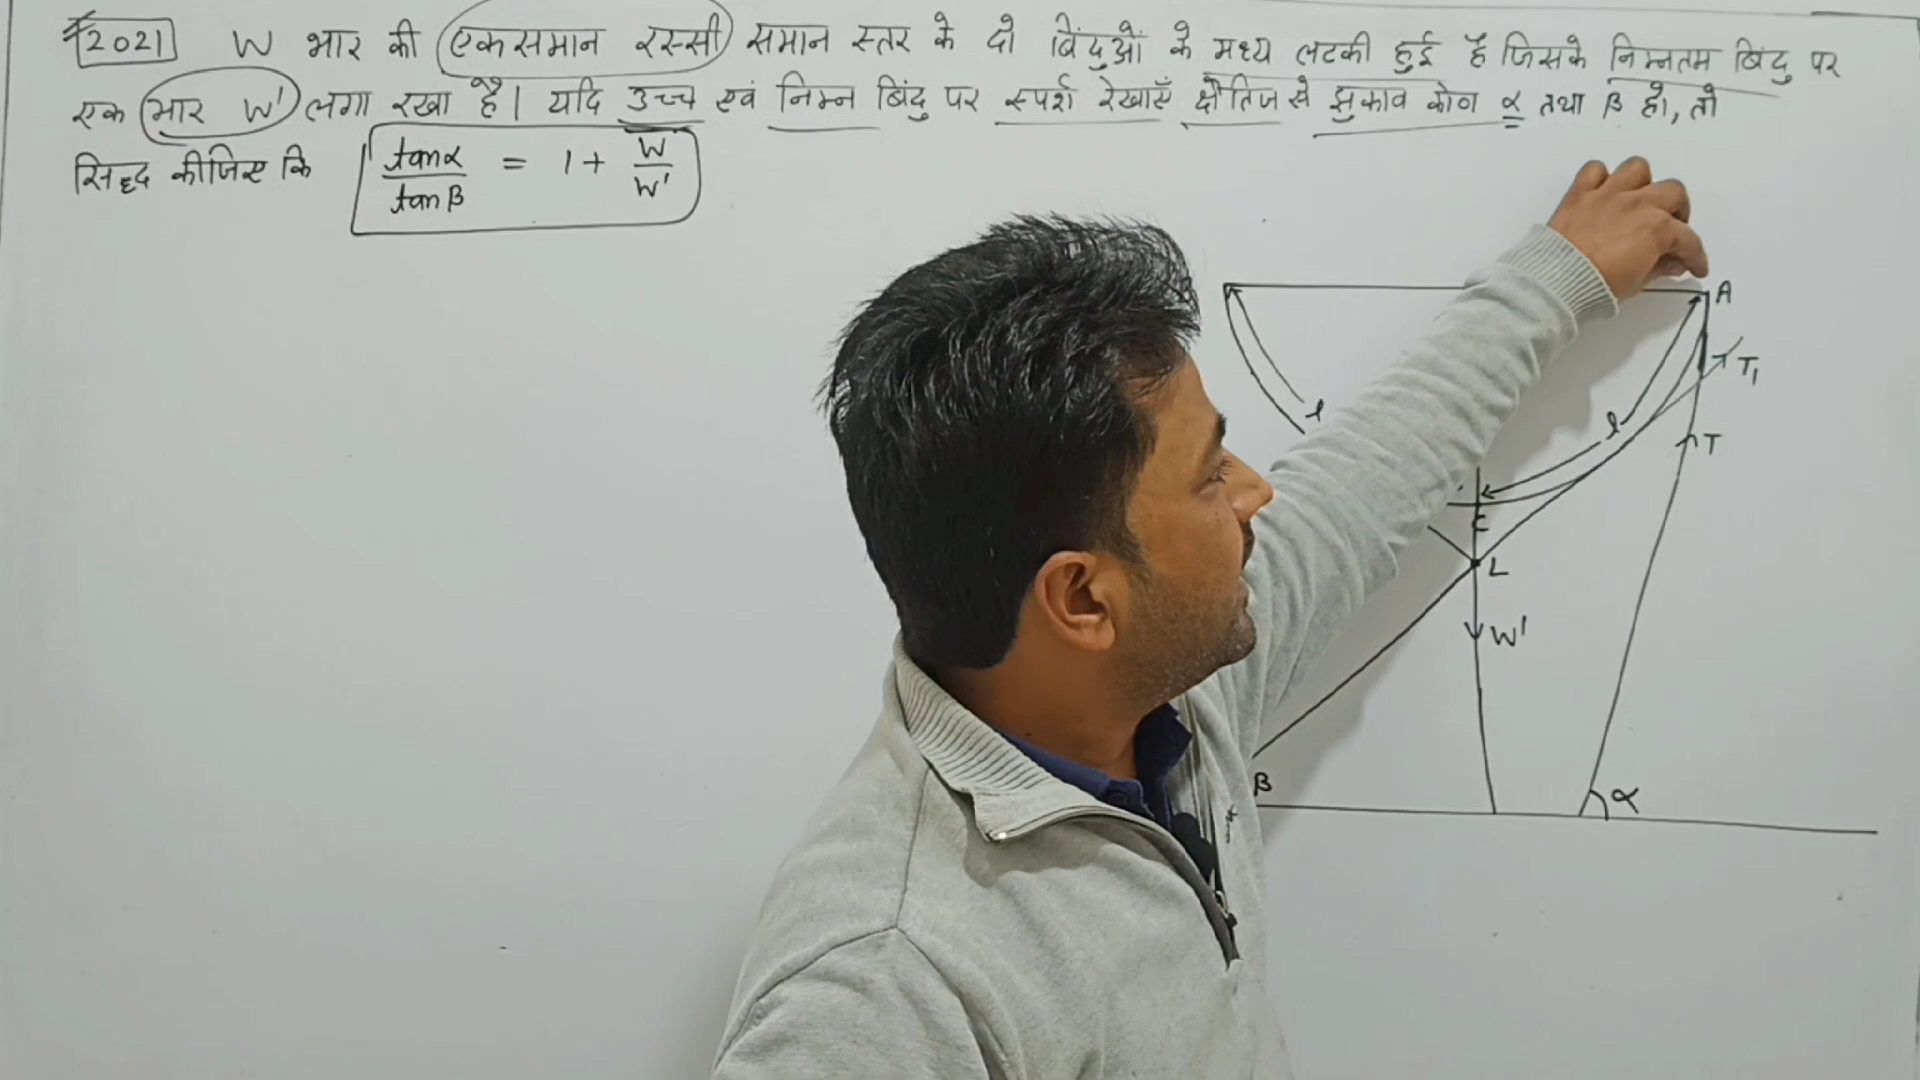 2021 W भार की एकसमान रस्सी समान स्तर के दो बिंदुओं के मध्य लटकी हुई है जिसके निम्नतम बिंदु पर
एक भार W' लगा रखा है। यदि उच्च एवं निम्न बिंदु पर स्पर्श रेखाएँ क्षैतिज से झुकाव कोण α तथा β हो, तो
सिद्ध कीजिए कि tanα / tanβ = 1 + W / W'
A
T₁
l
l
T
C
L
W'
β
α